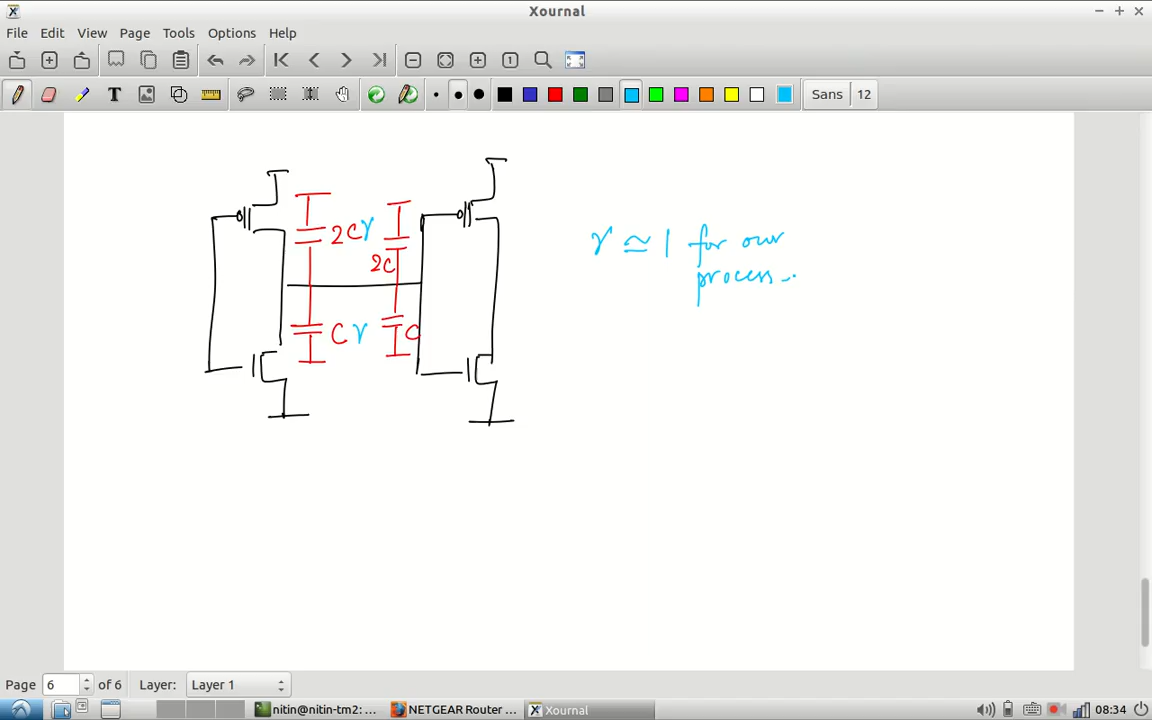 Xournal
File Edit View Page Tools Options Help
Sans 12
2Cγ
2C
Cγ
C
γ ≃ 1 for our
process -
Page 6 of 6 Layer: Layer 1
nitin@nitin-tm2: ... NETGEAR Router ... Xournal 08:34